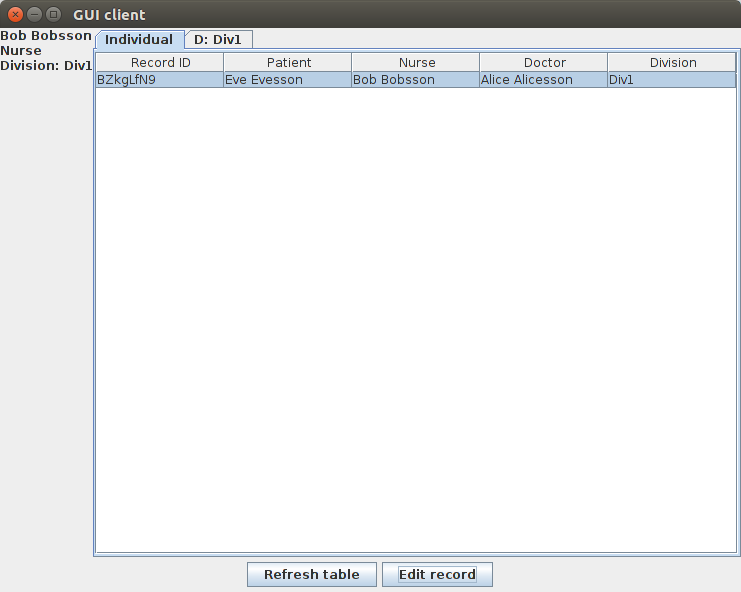 GUI client
Bob Bobsson
Nurse
Division: Div1
Individual D: Div1
Record ID Patient Nurse Doctor Division
BZkgLfN9 Eve Evesson Bob Bobsson Alice Alicesson Div1
Refresh table Edit record